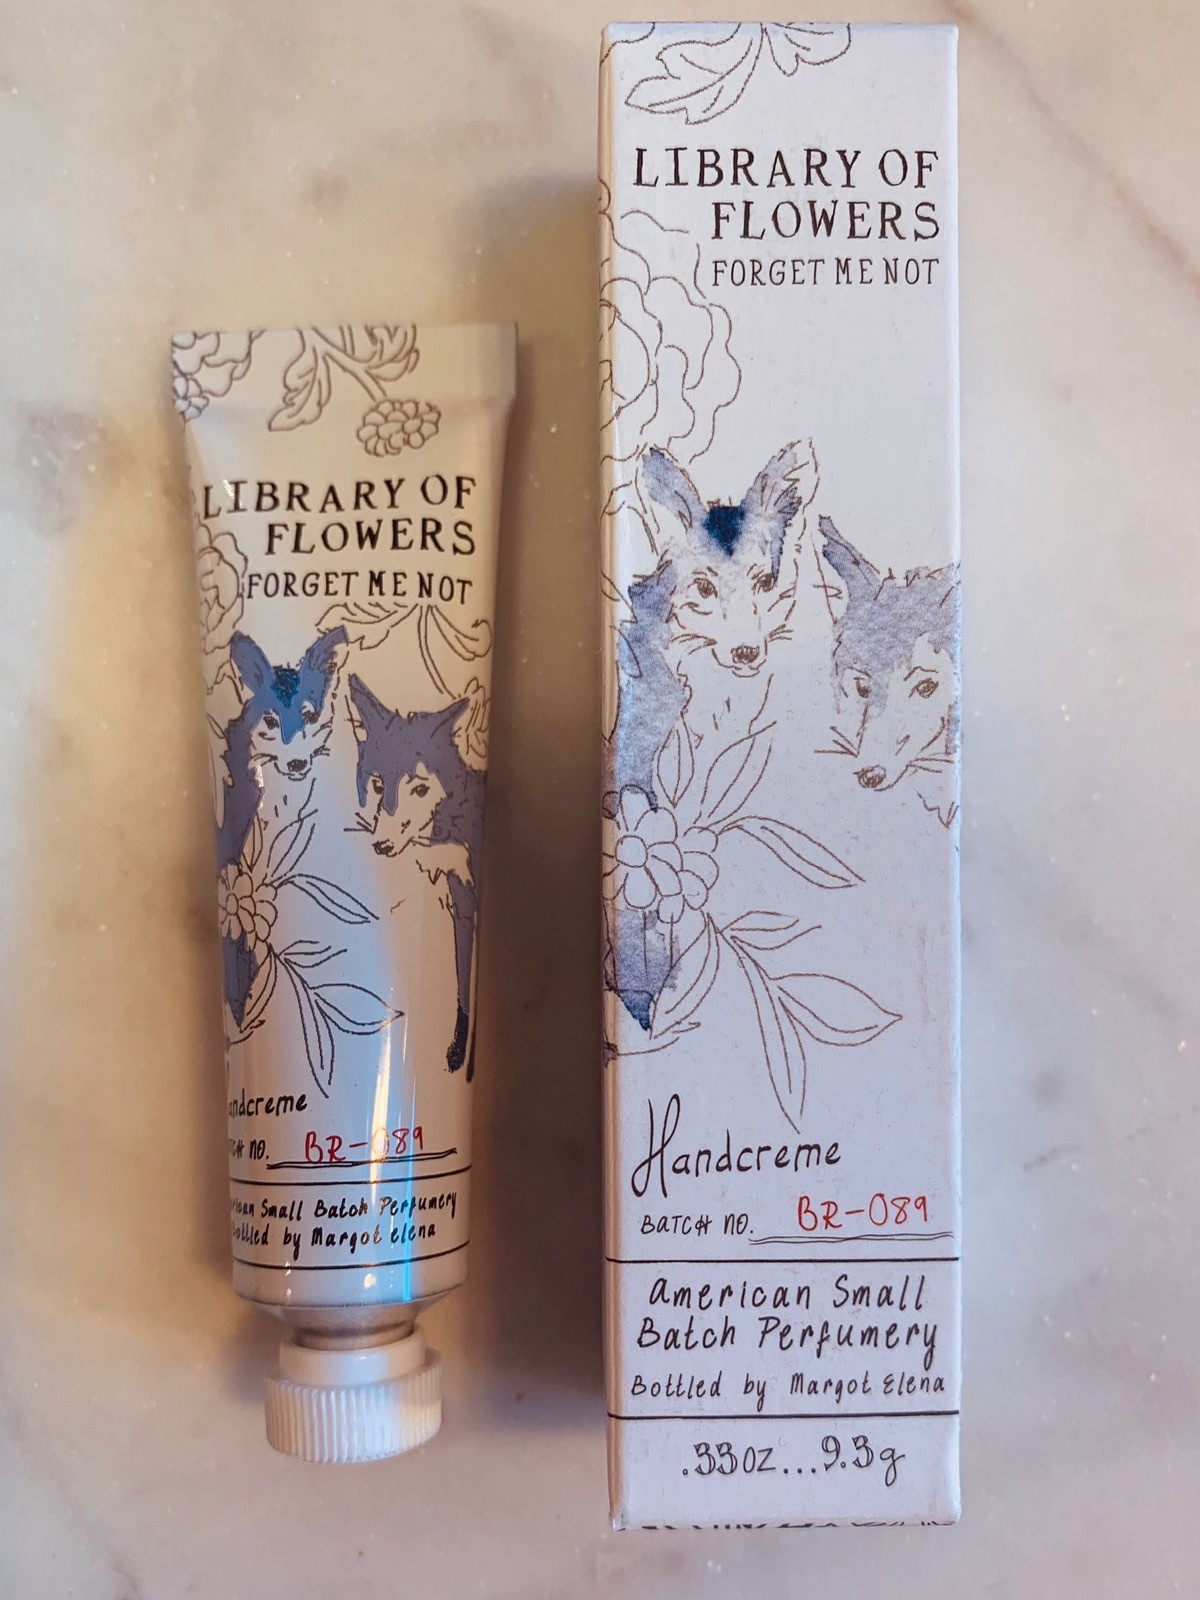 LIBRARY OF
FLOWERS
FORGET ME NOT
andcreme
BATCH NO. BR-089
American Small Batch Perfumery
Bottled by Margot Elena
LIBRARY OF
FLOWERS
FORGET ME NOT
Handcreme
BATCH NO. BR-089
American Small
Batch Perfumery
Bottled by Margot Elena
.33oz...9.3g